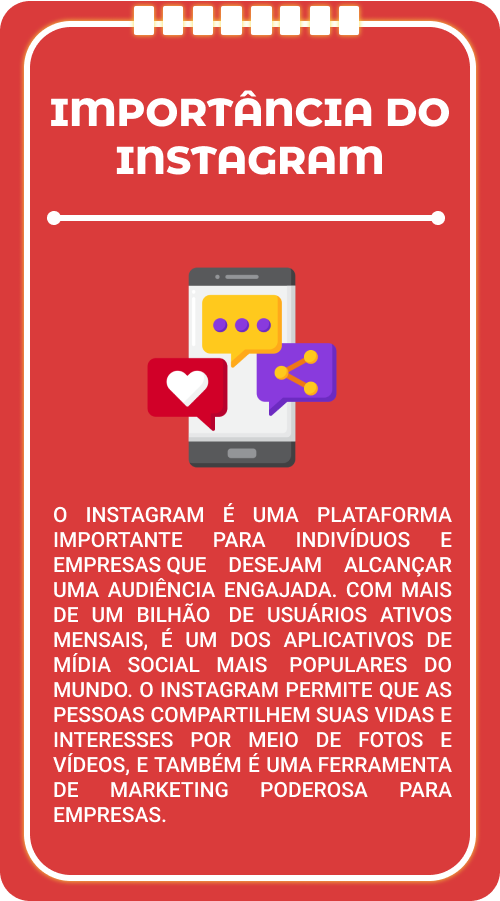 IMPORTÂNCIA DO
INSTAGRAM
O INSTAGRAM É UMA PLATAFORMA
IMPORTANTE PARA INDIVÍDUOS E
EMPRESAS QUE DESEJAM ALCANÇAR
UMA AUDIÊNCIA ENGAJADA. COM MAIS
DE UM BILHÃO DE USUÁRIOS ATIVOS
MENSAIS, É UM DOS APLICATIVOS DE
MÍDIA SOCIAL MAIS POPULARES DO
MUNDO. O INSTAGRAM PERMITE QUE AS
PESSOAS COMPARTILHEM SUAS VIDAS E
INTERESSES POR MEIO DE FOTOS E
VÍDEOS, E TAMBÉM É UMA FERRAMENTA
DE MARKETING PODEROSA PARA
EMPRESAS.